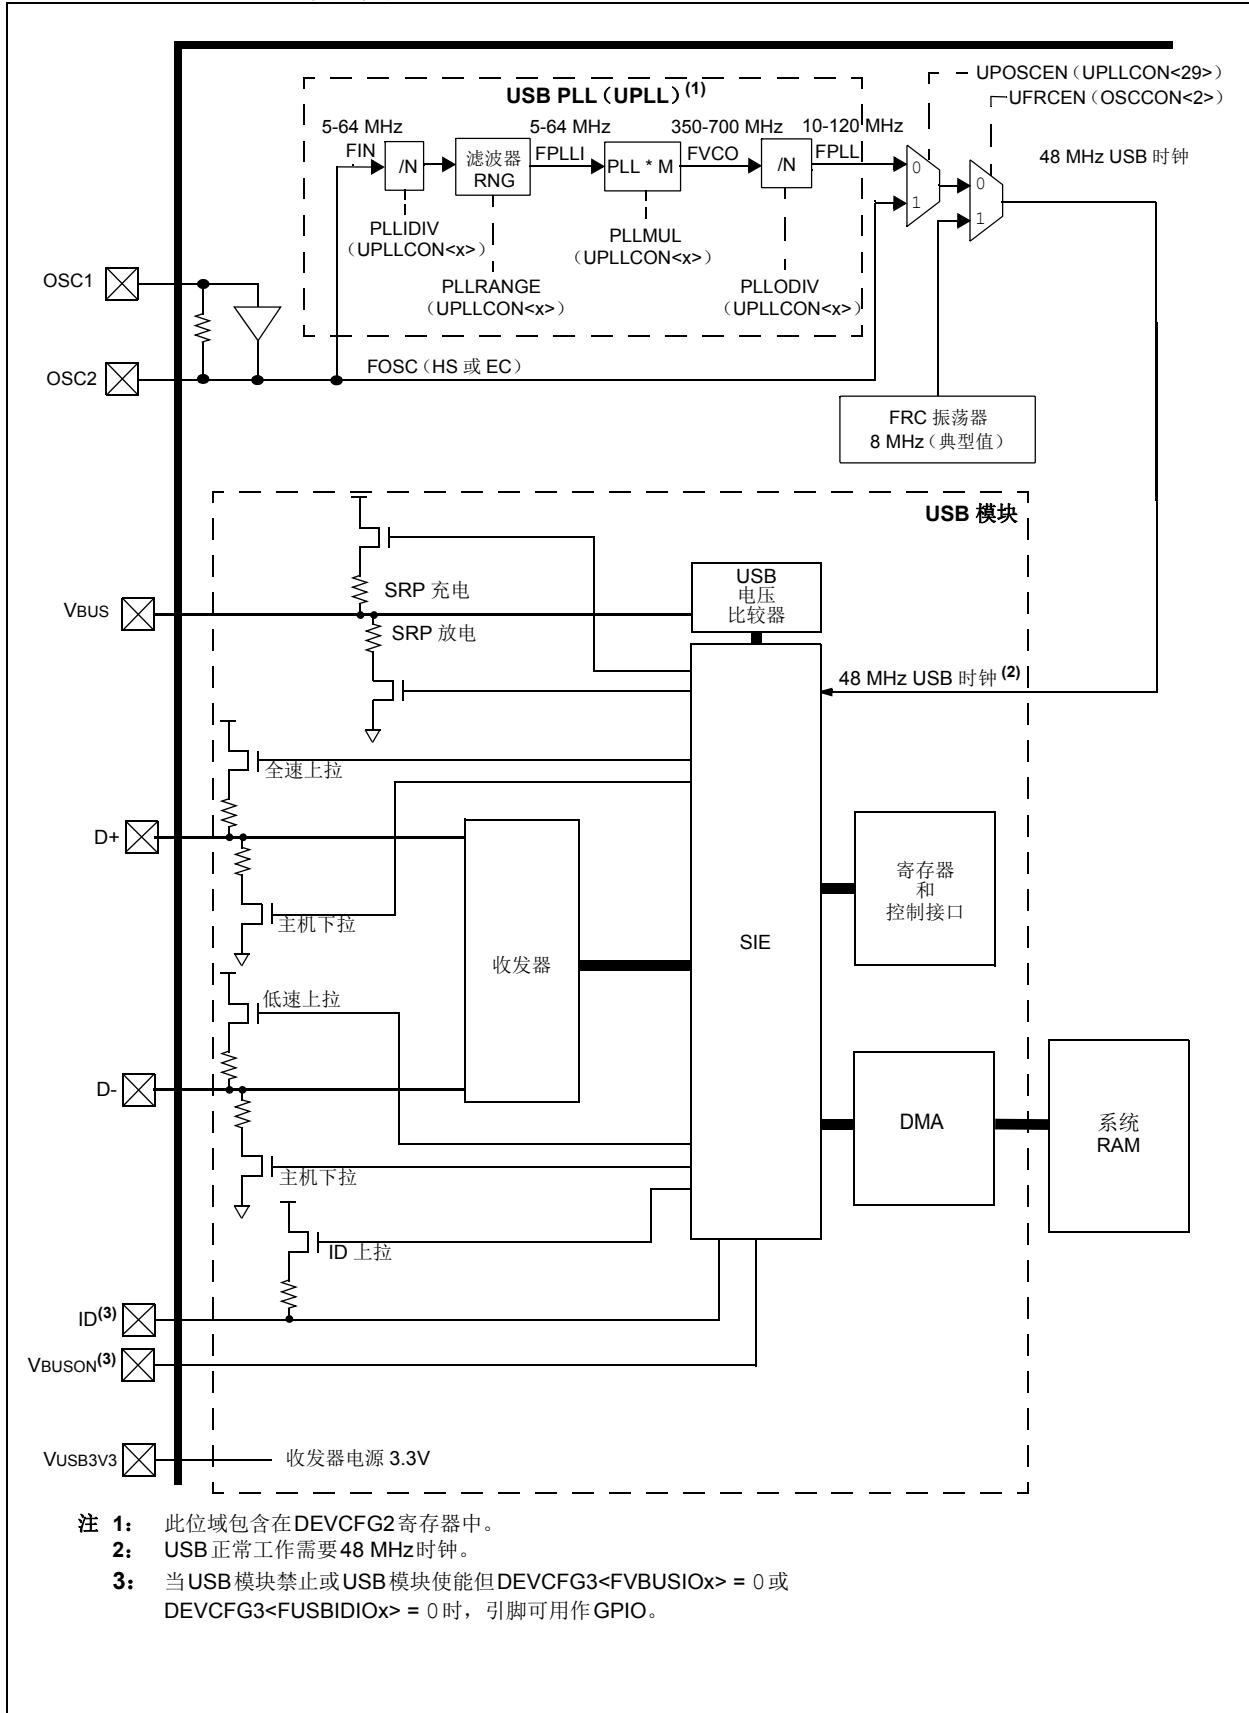 USB PLL（UPLL）(1)
UPOSCEN（UPLLCON<29>）
UFRCEN（OSCCON<2>）
5-64 MHz
5-64 MHz
350-700 MHz
10-120 MHz
FIN
/N
滤波器
RNG
FPLLI
PLL * M
FVCO
/N
FPLL
0
1
0
1
48 MHz USB 时钟
PLLIDIV
（UPLLCON<x>）
PLLMUL
（UPLLCON<x>）
PLLRANGE
（UPLLCON<x>）
PLLODIV
（UPLLCON<x>）
OSC1
OSC2
FOSC（HS 或 EC）
FRC 振荡器
8 MHz（典型值）
USB 模块
USB
电压
比较器
SRP 充电
VBUS
SRP 放电
48 MHz USB 时钟 (2)
全速上拉
D+
寄存器
和
控制接口
主机下拉
SIE
收发器
低速上拉
D-
DMA
系统
RAM
主机下拉
ID 上拉
ID(3)
VBUSON(3)
VUSB3V3
收发器电源 3.3V
注 1： 此位域包含在DEVCFG2寄存器中。
2： USB正常工作需要48 MHz时钟。
3： 当USB模块禁止或USB模块使能但DEVCFG3<FVBUSIOx> = 0或
DEVCFG3<FUSBIDIOx> = 0时，引脚可用作GPIO。